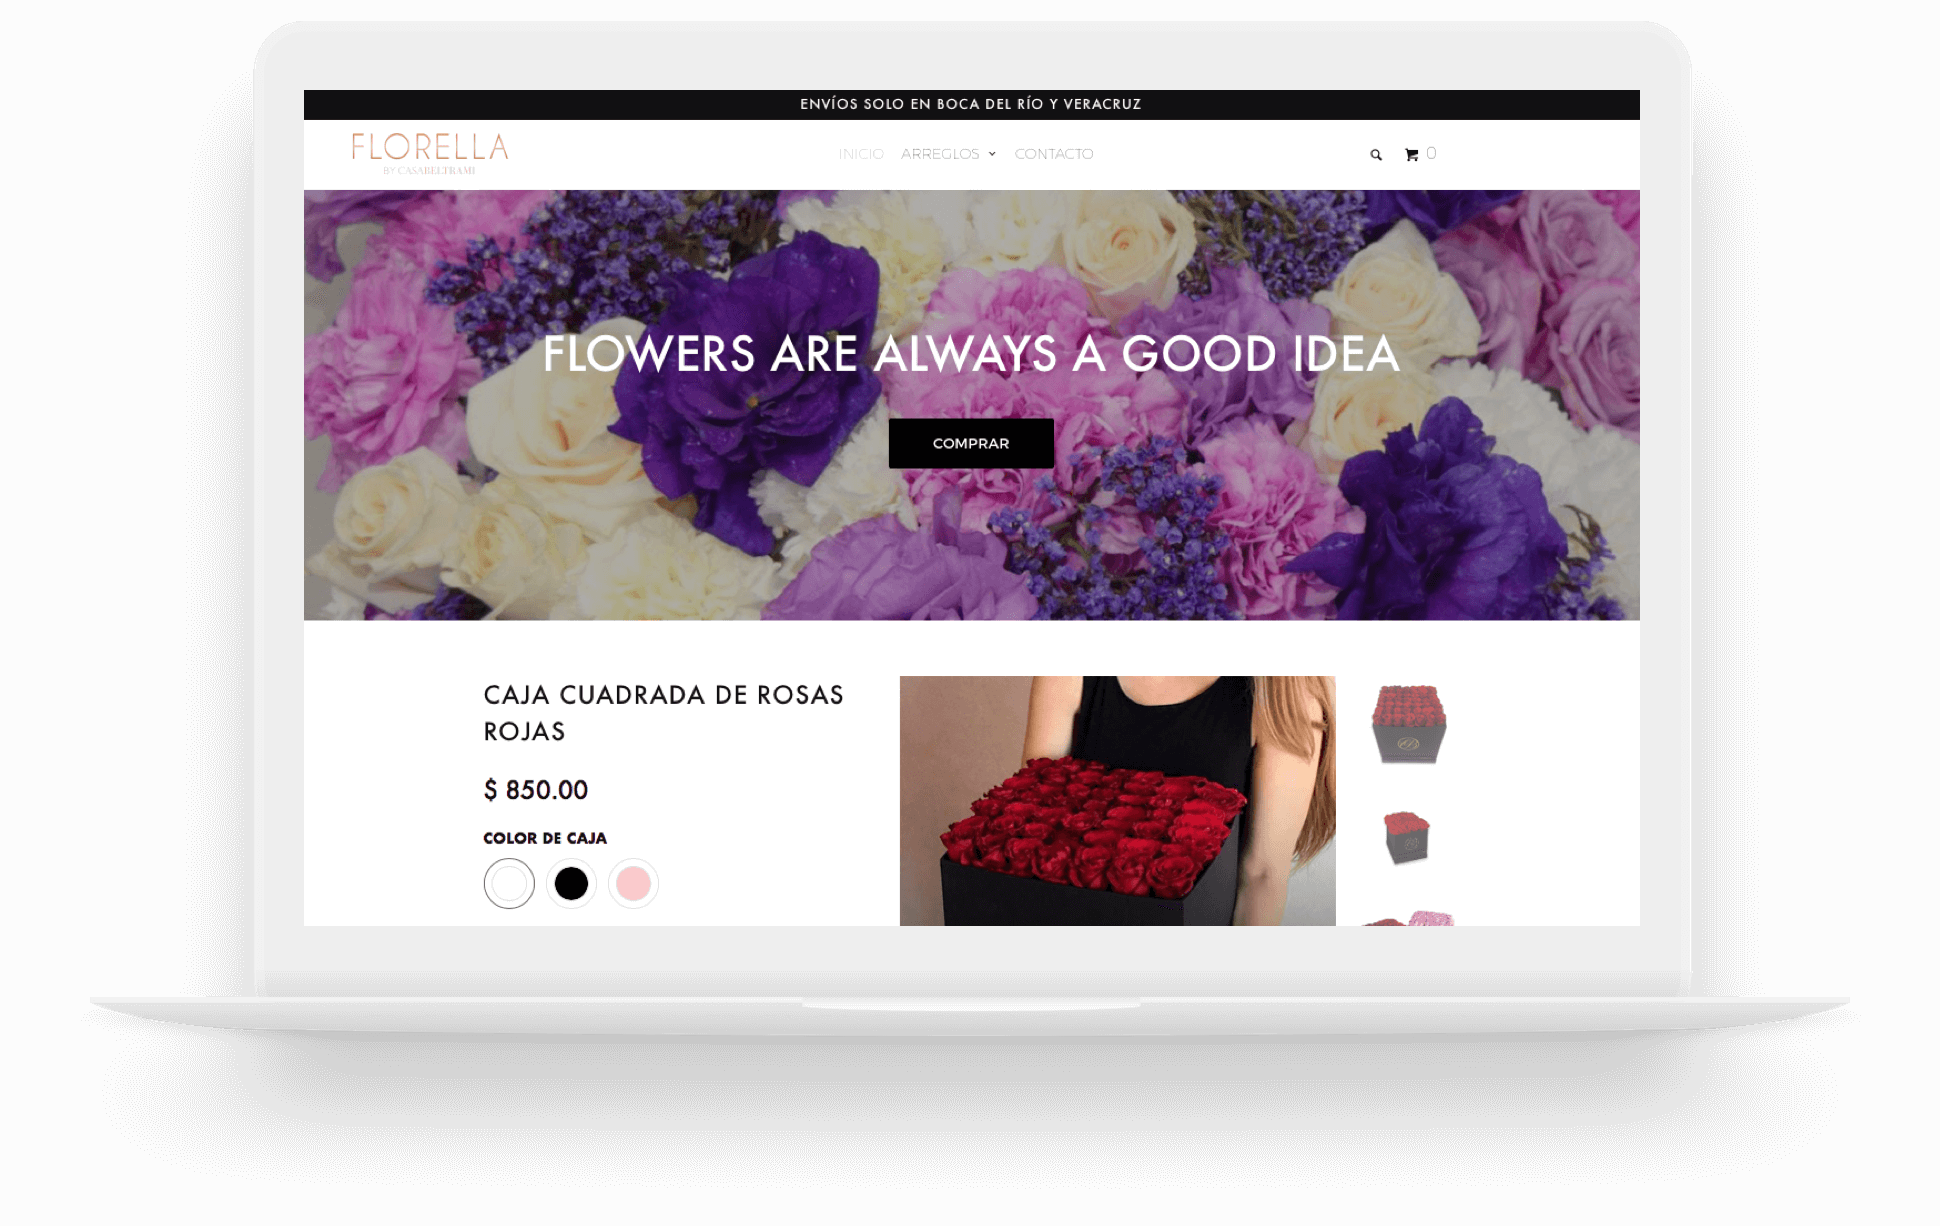 ENVÍOS SOLO EN BOCA DEL RÍO Y VERACRUZ
FLORELLA
BY CASABELTRAMI
INICIO ARREGLOS CONTACTO
0
FLOWERS ARE ALWAYS A GOOD IDEA
COMPRAR
CAJA CUADRADA DE ROSAS
ROJAS
$ 850.00
COLOR DE CAJA